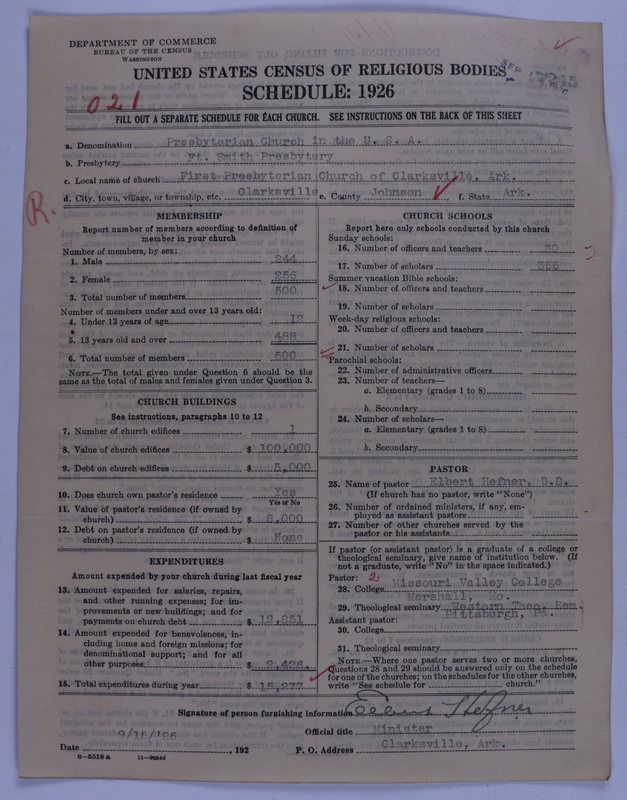 DEPARTMENT OF COMMERCE
BUREAU OF THE CENSUS
WASHINGTON
UNITED STATES CENSUS OF RELIGIOUS BODIES
SCHEDULE: 1926
021
FILL OUT A SEPARATE SCHEDULE FOR EACH CHURCH. SEE INSTRUCTIONS ON THE BACK OF THIS SHEET
a. Denomination Presbyterian Church in the U. S. A.
b. Presbytery Ft. Smith Presbytery
c. Local name of church First Presbyterian Church of Clarksville, Ark.
d. City, town, village, or township, etc. Clarksville e. County Johnson f. State Ark.
R.
MEMBERSHIP
Report number of members according to definition of
member in your church
Number of members, by sex:
1. Male 244
2. Female 256
3. Total number of members 500
Number of members under and over 13 years old:
4. Under 13 years of age 12
5. 13 years old and over 488
6. Total number of members 500
NOTE.—The total given under Question 6 should be
same as the total of males and females given under Question 3.
CHURCH BUILDINGS
See instructions, paragraphs 10 to 12
7. Number of church edifices 1
8. Value of church edifices $ 100,000
9. Debt on church edifices $ 5,000
10. Does church own pastor's residence Yes
Yes or No
11. Value of pastor's residence (if owned by
church) $ 8,000
12. Debt on pastor's residence (if owned by
church) $ None
EXPENDITURES
Amount expended by your church during last fiscal year
13. Amount expended for salaries, repairs,
and other running expenses; for im-
provements or new buildings; and for
payments on church debt $ 12,851
14. Amount expended for benevolences, in-
cluding home and foreign missions; for
denominational support; and for all
other purposes $ 2,426
15. Total expenditures during year $ 15,277
CHURCH SCHOOLS
Report here only schools conducted by this church
Sunday schools:
16. Number of officers and teachers 30
17. Number of scholars 355
Summer vacation Bible schools:
18. Number of officers and teachers
19. Number of scholars
Week-day religious schools:
20. Number of officers and teachers
21. Number of scholars
Parochial schools:
22. Number of administrative officers
23. Number of teachers—
a. Elementary (grades 1 to 8)
b. Secondary
24. Number of scholars—
a. Elementary (grades 1 to 8)
b. Secondary
PASTOR
25. Name of pastor Elbert Hefner, D.D.
(If church has no pastor, write "None")
26. Number of ordained ministers, if any, em-
ployed as assistant pastors
27. Number of other churches served by the
pastor or his assistants
If pastor (or assistant pastor) is a graduate of a college or
theological seminary, give name of institution below. (If
not a graduate, write "No" in the space indicated.)
Pastor: 2
28. College Missouri Valley College
Marshall, Mo.
29. Theological seminary Western Theo. Sem.
Pittsburgh, Pa.
Assistant pastor:
30. College
31. Theological seminary
NOTE.—Where one pastor serves two or more churches,
Questions 28 and 29 should be answered only on the schedule
for one of the churches; on the schedules for the other churches,
write "See schedule for church."
Signature of person furnishing information Elbert Hefner
Official title Minister
Date 9/15/126, 192 P. O. Address Clarksville, Ark.
8—5518 a